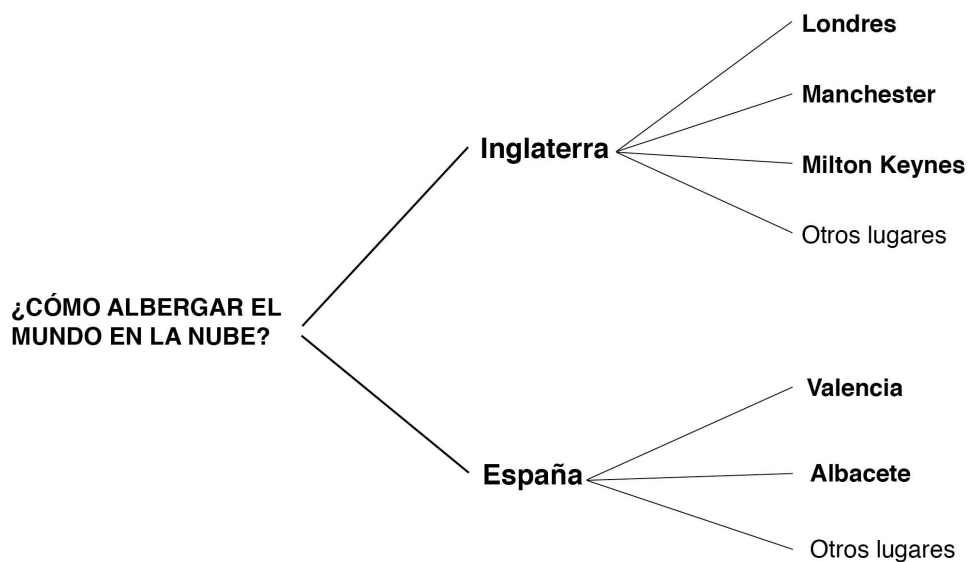 ¿CÓMO ALBERGAR EL
MUNDO EN LA NUBE?
Inglaterra
Londres
Manchester
Milton Keynes
Otros lugares
España
Valencia
Albacete
Otros lugares